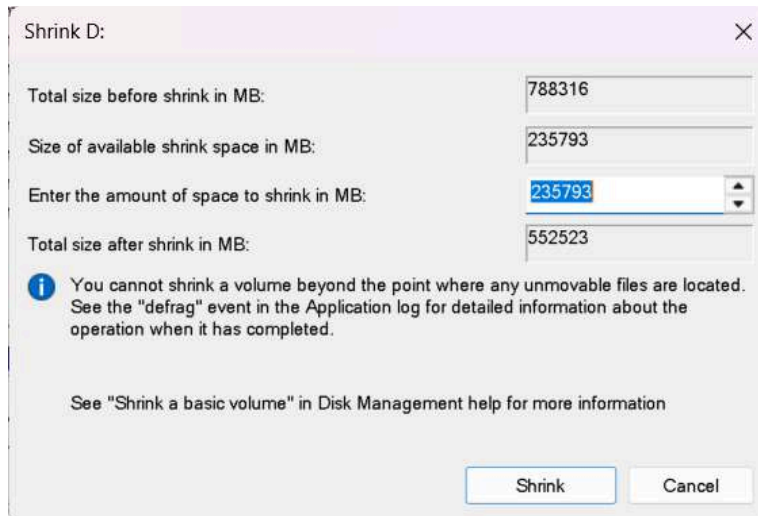 Shrink D:
Total size before shrink in MB: 788316
Size of available shrink space in MB: 235793
Enter the amount of space to shrink in MB: 235793
Total size after shrink in MB: 552523
You cannot shrink a volume beyond the point where any unmovable files are located.
See the "defrag" event in the Application log for detailed information about the
operation when it has completed.
See "Shrink a basic volume" in Disk Management help for more information
Shrink Cancel